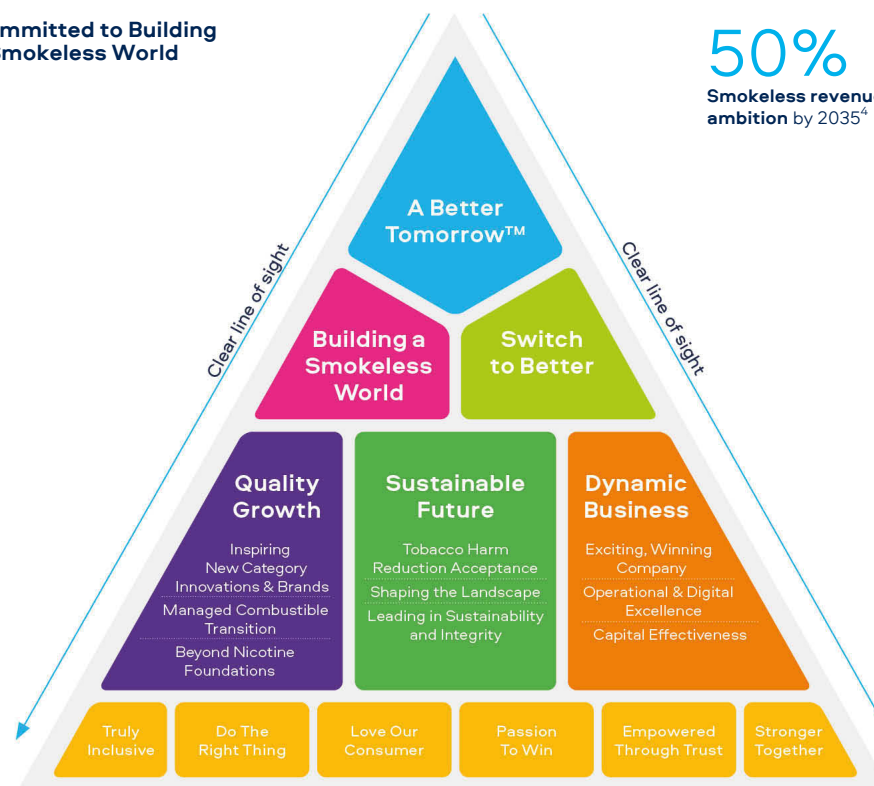 mmitted to Building
Smokeless World
50%
Smokeless revenu
ambition by 2035⁴
Clear line of sight
Clear line of sight
A Better
Tomorrow™
Building a
Smokeless
World
Switch
to Better
Quality
Growth
Inspiring
New Category
Innovations & Brands
Managed Combustible
Transition
Beyond Nicotine
Foundations
Sustainable
Future
Tobacco Harm
Reduction Acceptance
Shaping the Landscape
Leading in Sustainability
and Integrity
Dynamic
Business
Exciting, Winning
Company
Operational & Digital
Excellence
Capital Effectiveness
Truly
Inclusive
Do The
Right Thing
Love Our
Consumer
Passion
To Win
Empowered
Through Trust
Stronger
Together